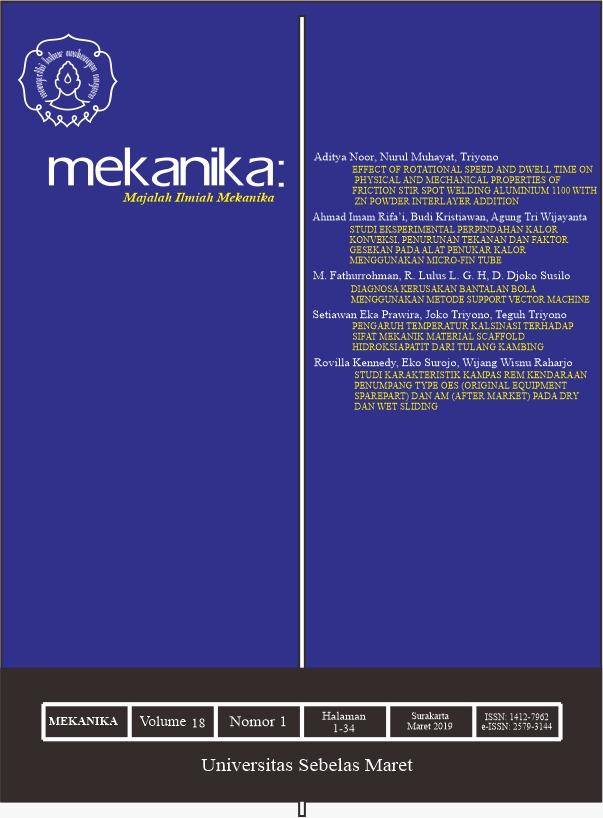 mekanika:
Majalah Ilmiah Mekanika
Aditya Noor, Nurul Muhayat, Triyono
EFFECT OF ROTATIONAL SPEED AND DWELL TIME ON
PHYSICAL AND MECHANICAL PROPERTIES OF
FRICTION STIR SPOT WELDING ALUMINIUM 1100 WITH
ZN POWDER INTERLAYER ADDITION
Ahmad Imam Rifa'i, Budi Kristiawan, Agung Tri Wijayanta
STUDI EKSPERIMENTAL PERPINDAHAN KALOR
KONVEKSI, PENURUNAN TEKANAN DAN FAKTOR
GESEKAN PADA ALAT PENUKAR KALOR
MENGGUNAKAN MICRO-FIN TUBE
M. Fathurrohman, R. Lulus L. G. H, D. Djoko Susilo
DIAGNOSA KERUSAKAN BANTALAN BOLA
MENGGUNAKAN METODE SUPPORT VECTOR MACHINE
Setiawan Eka Prawira, Joko Triyono, Teguh Triyono
PENGARUH TEMPERATUR KALSINASI TERHADAP
SIFAT MEKANIK MATERIAL SCAFFOLD
HIDROKSIAPATIT DARI TULANG KAMBING
Rovilla Kennedy, Eko Surojo, Wijang Wisnu Raharjo
STUDI KARAKTERISTIK KAMPAS REM KENDARAAN
PENUMPANG TYPE OES (ORIGINAL EQUIPMENT
SPAREPART) DAN AM (AFTER MARKET) PADA DRY
DAN WET SLIDING
MEKANIKA
Volume 18
Nomor 1
Halaman
1-34
Surakarta
Maret 2019
ISSN: 1412-7962
e-ISSN: 2579-3144
Universitas Sebelas Maret